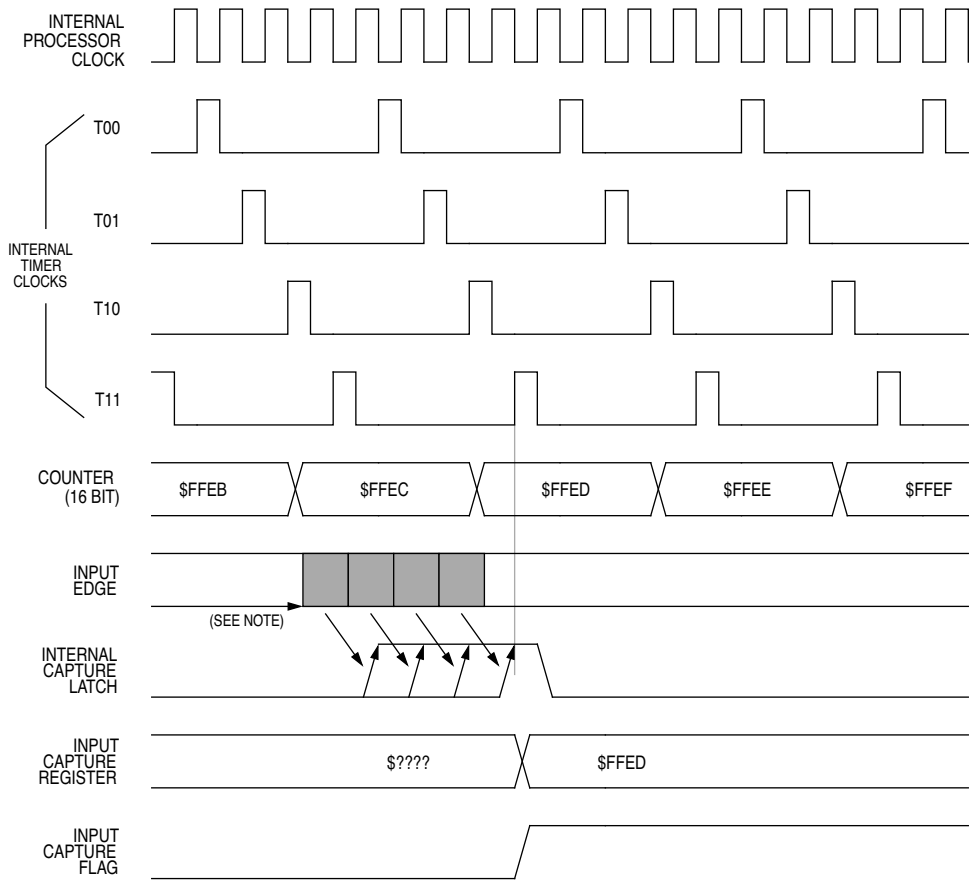 INTERNAL
PROCESSOR
CLOCK
T00
T01
INTERNAL
TIMER
CLOCKS
T10
T11
COUNTER
(16 BIT)
$FFEB
$FFEC
$FFED
$FFEE
$FFEF
INPUT
EDGE
(SEE NOTE)
INTERNAL
CAPTURE
LATCH
INPUT
CAPTURE
REGISTER
$????
$FFED
INPUT
CAPTURE
FLAG